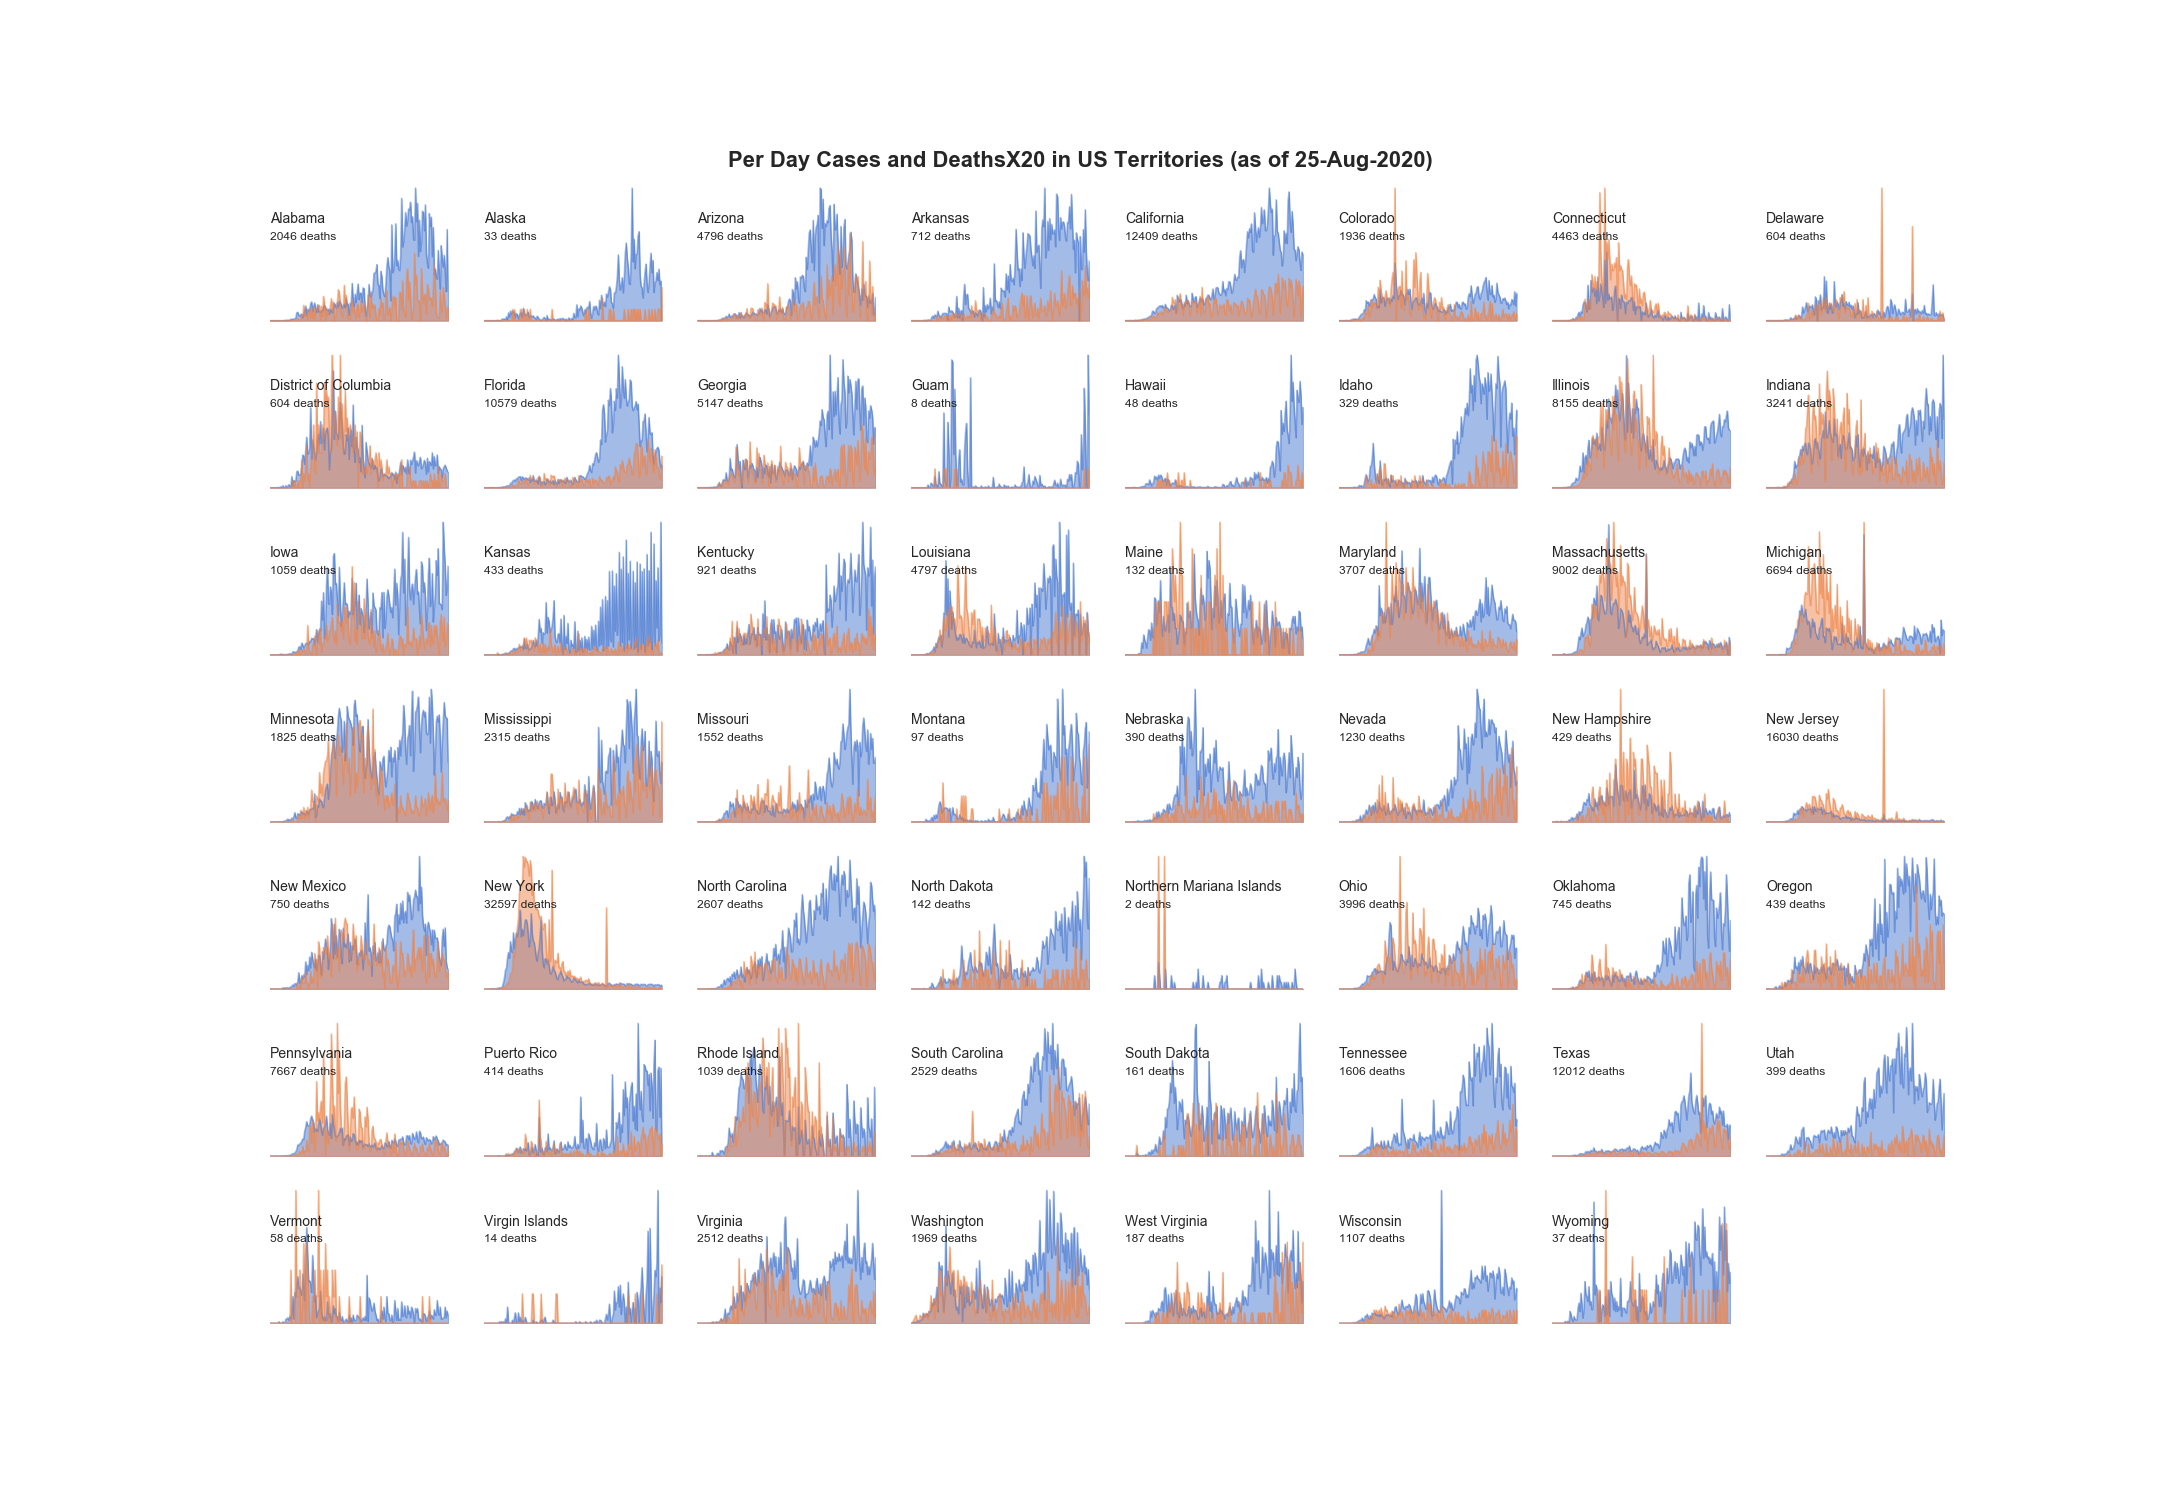 Per Day Cases and DeathsX20 in US Territories (as of 25-Aug-2020)
Alabama
2046 deaths
Alaska
33 deaths
Arizona
4796 deaths
Arkansas
712 deaths
California
12409 deaths
Colorado
1936 deaths
Connecticut
4463 deaths
Delaware
604 deaths
District of Columbia
604 deaths
Florida
10579 deaths
Georgia
5147 deaths
Guam
8 deaths
Hawaii
48 deaths
Idaho
329 deaths
Illinois
8155 deaths
Indiana
3241 deaths
Iowa
1059 deaths
Kansas
433 deaths
Kentucky
921 deaths
Louisiana
4797 deaths
Maine
132 deaths
Maryland
3707 deaths
Massachusetts
9002 deaths
Michigan
6694 deaths
Minnesota
1825 deaths
Mississippi
2315 deaths
Missouri
1552 deaths
Montana
97 deaths
Nebraska
390 deaths
Nevada
1230 deaths
New Hampshire
429 deaths
New Jersey
16030 deaths
New Mexico
750 deaths
New York
32597 deaths
North Carolina
2607 deaths
North Dakota
142 deaths
Northern Mariana Islands
2 deaths
Ohio
3996 deaths
Oklahoma
745 deaths
Oregon
439 deaths
Pennsylvania
7667 deaths
Puerto Rico
414 deaths
Rhode Island
1039 deaths
South Carolina
2529 deaths
South Dakota
161 deaths
Tennessee
1606 deaths
Texas
12012 deaths
Utah
399 deaths
Vermont
58 deaths
Virgin Islands
14 deaths
Virginia
2512 deaths
Washington
1969 deaths
West Virginia
187 deaths
Wisconsin
1107 deaths
Wyoming
37 deaths